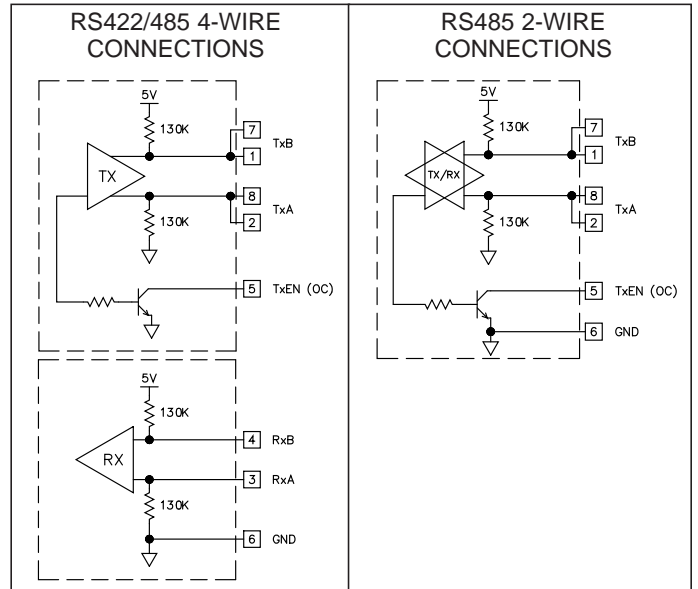 RS422/485 4-WIRE
CONNECTIONS
5V
130K
7
TxB
1
TX
8
TxA
2
130K
5 TxEN (OC)
5V
130K
4 RxB
RX
3 RxA
130K
6 GND
RS485 2-WIRE
CONNECTIONS
5V
130K
7
TxB
1
TX/RX
8
TxA
2
130K
5 TxEN (OC)
6 GND